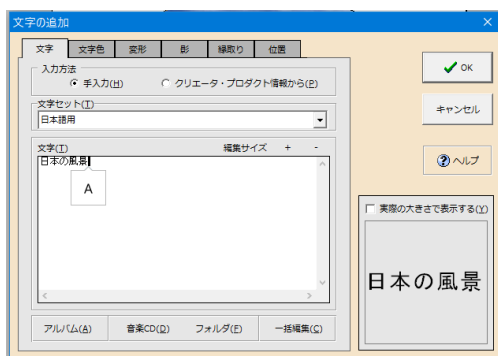 文字の追加
文字 文字色 変形 影 縁取り 位置
入力方法
手入力(H) クリエータ・プロダクト情報から(P)
文字セット(T)
日本語用
文字(T) 編集サイズ + -
日本の風景
A
アルバム(A) 音楽CD(D) フォルダ(F) 一括編集(C)
OK
キャンセル
ヘルプ
実際の大きさで表示する(Y)
日本の風景